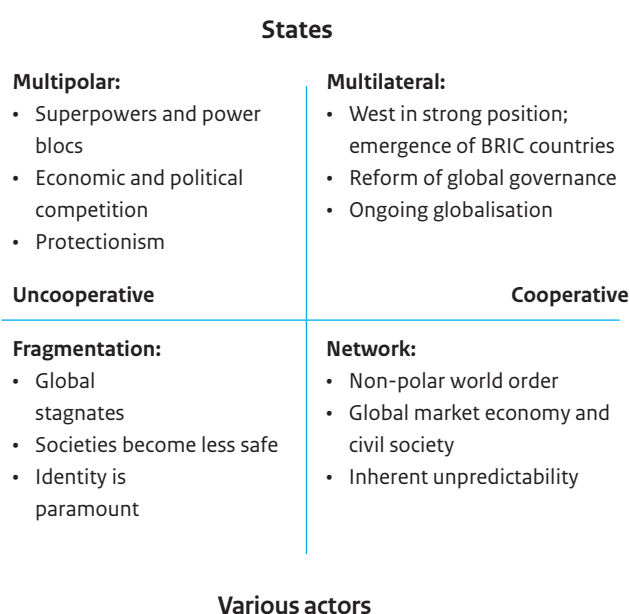 States
Multipolar:
• Superpowers and power
blocs
• Economic and political
competition
• Protectionism
Multilateral:
• West in strong position;
emergence of BRIC countries
• Reform of global governance
• Ongoing globalisation
Uncooperative
Cooperative
Fragmentation:
• Global
stagnates
• Societies become less safe
• Identity is
paramount
Network:
• Non-polar world order
• Global market economy and
civil society
• Inherent unpredictability
Various actors